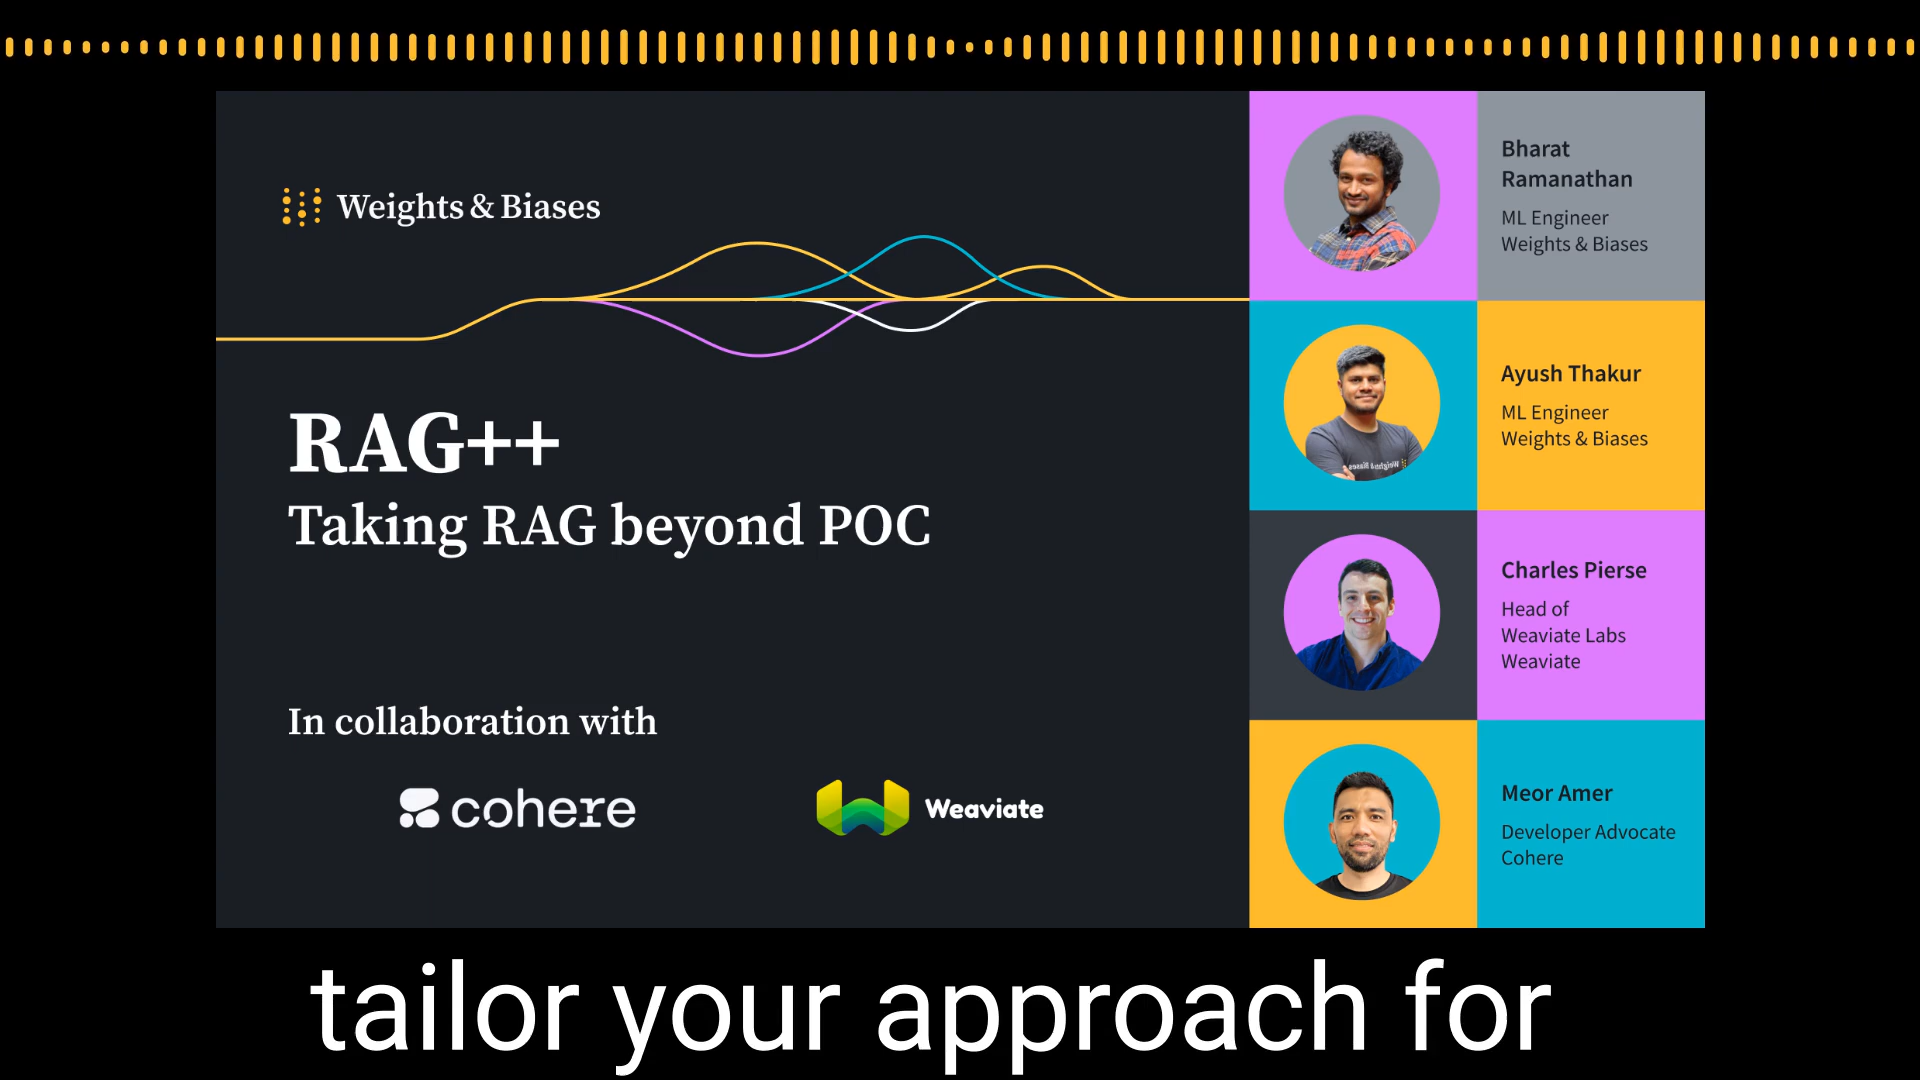 Weights & Biases
RAG++
Taking RAG beyond POC
In collaboration with
cohere
Weaviate
Bharat
Ramanathan
ML Engineer
Weights & Biases
Ayush Thakur
ML Engineer
Weights & Biases
Charles Pierse
Head of
Weaviate Labs
Weaviate
Meor Amer
Developer Advocate
Cohere
tailor your approach for